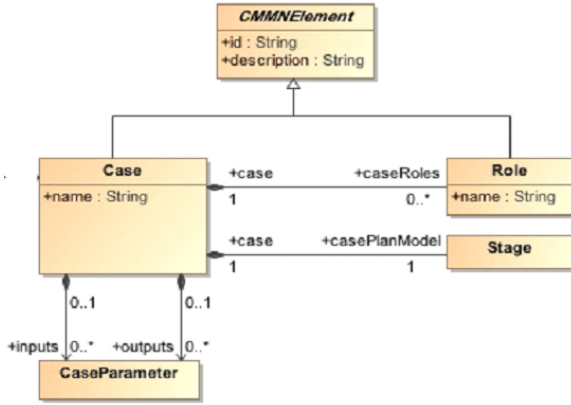 CMMNElement
+id : String
+description : String
Case
+name : String
+case
+caseRoles
1
0..*
Role
+name : String
+case
+casePlanModel
1
1
Stage
0..1
0..1
+inputs
0..*
+outputs
0..*
CaseParameter